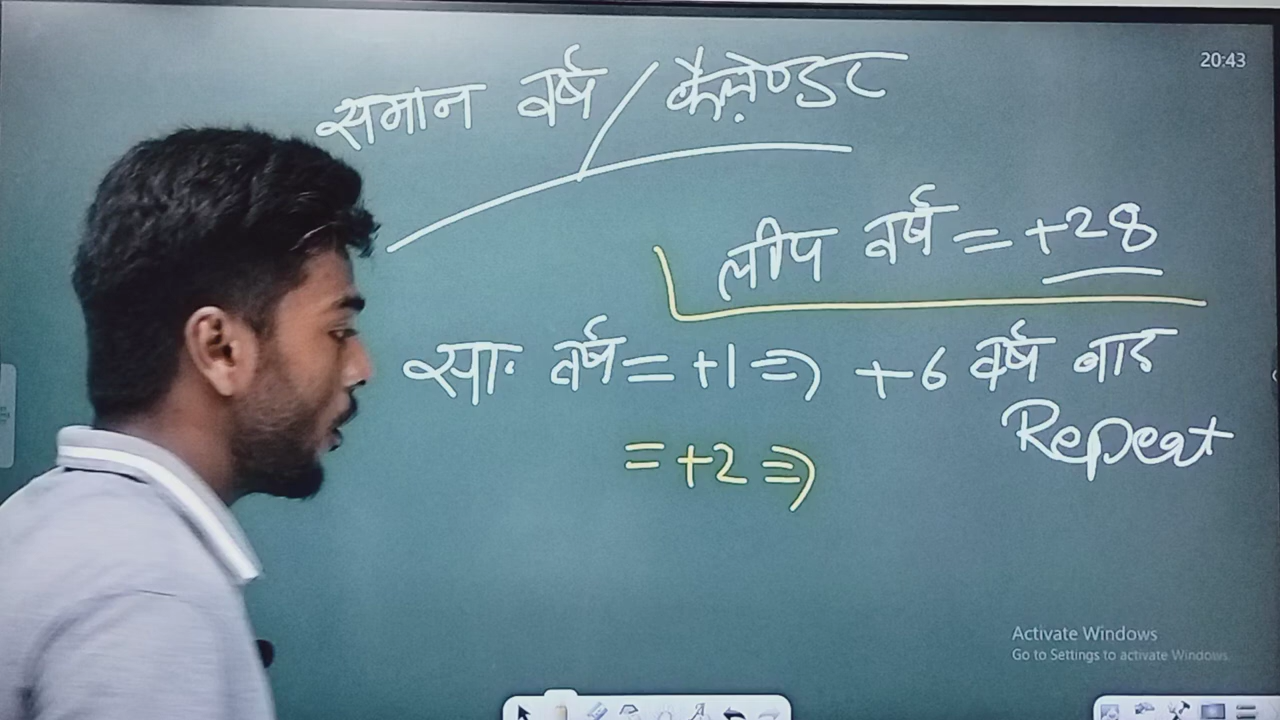 20:43
समान वर्ष / कैलेण्डर
लीप वर्ष = +28
सा. वर्ष = +1 ⇒ +6 वर्ष बाद
Repeat
= +2 ⇒
Activate Windows
Go to Settings to activate Windows.